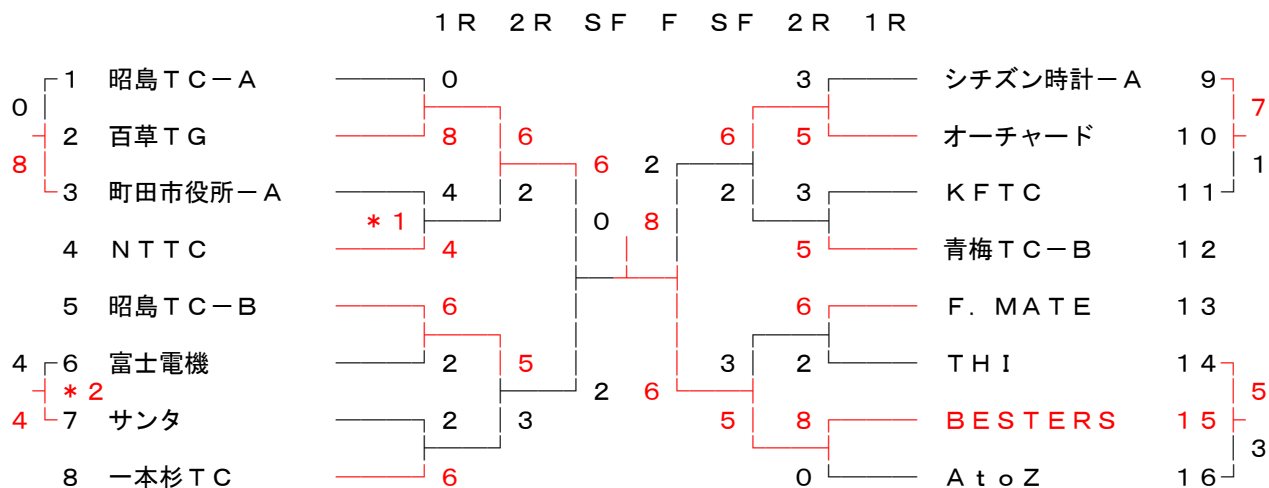 １Ｒ ２Ｒ ＳＦ Ｆ ＳＦ ２Ｒ １Ｒ
1 昭島ＴＣ－Ａ 0 3 シチズン時計－Ａ 9
0 7
2 百草ＴＧ 8 6 6 5 オーチャード 10
8 6 2 1
3 町田市役所－Ａ 4 2 2 3 ＫＦＴＣ 11
＊1 0 8
4 ＮＴＴＣ 4 5 青梅ＴＣ－Ｂ 12
5 昭島ＴＣ－Ｂ 6 6 Ｆ．ＭＡＴＥ 13
4 6 富士電機 2 5 3 2 ＴＨＩ 14
＊2 2 6 5
4 7 サンタ 2 3 5 8 ＢＥＳＴＥＲＳ 15
3
8 一本杉ＴＣ 6 0 ＡｔｏＺ 16